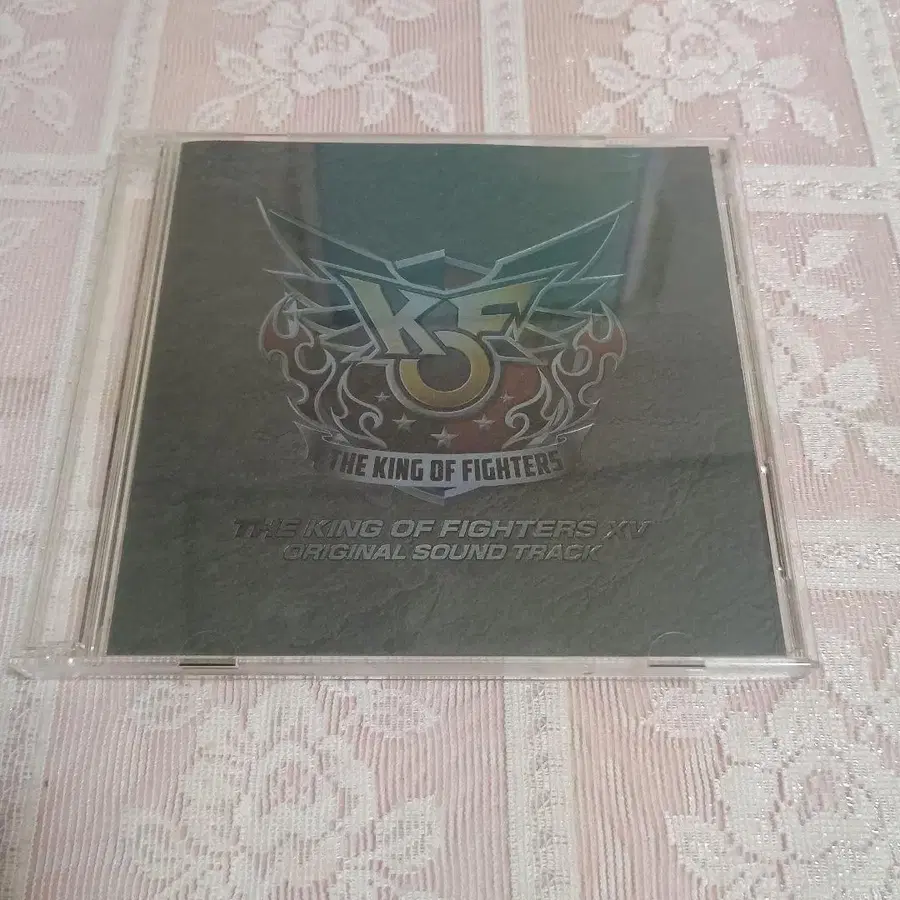 KOF
THE KING OF FIGHTERS
THE KING OF FIGHTERS XV
ORIGINAL SOUND TRACK